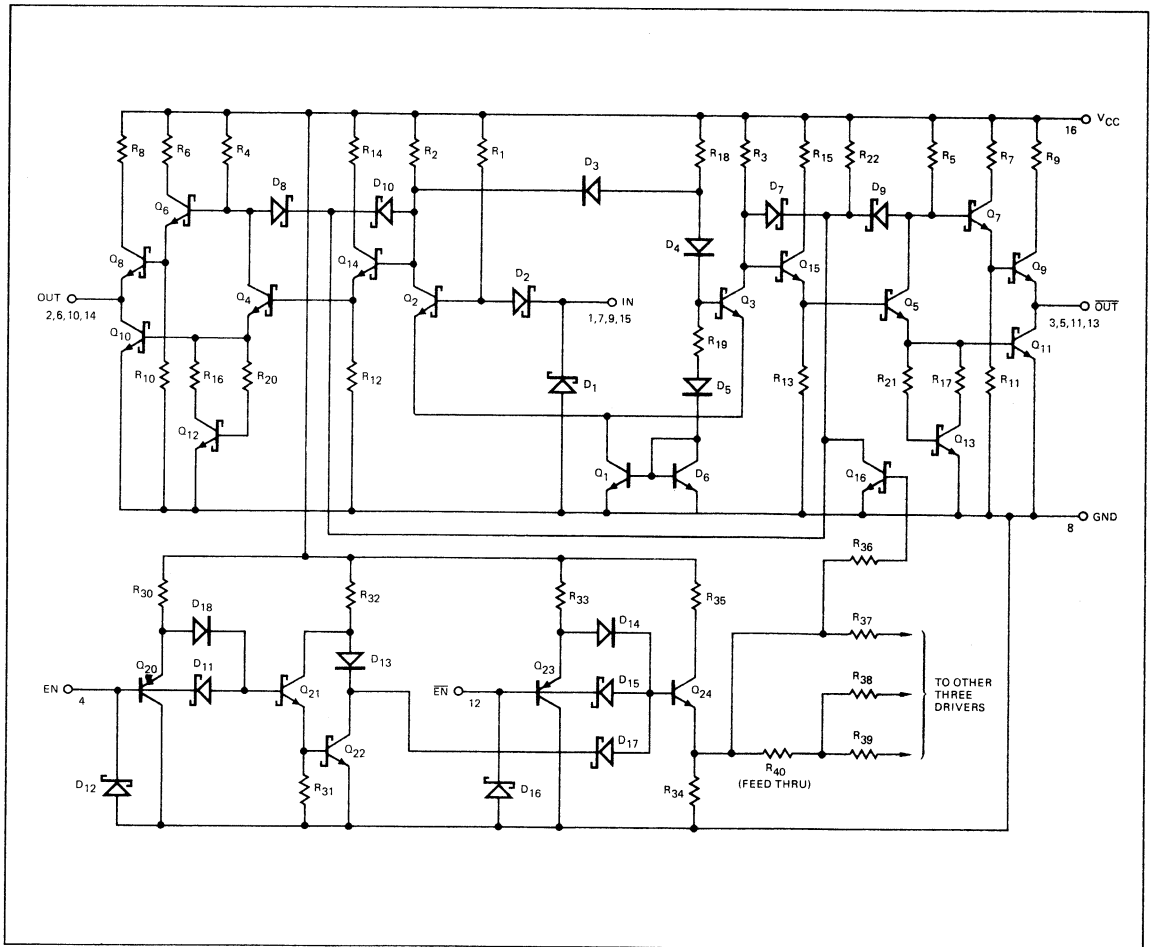 V_CC
16
R8
R6
R4
R14
R2
R1
R18
R3
R15
R22
R5
R7
R9
D3
D8
D10
D7
D9
Q6
Q7
D4
Q8
Q14
Q15
Q9
D2
Q4
Q2
Q3
Q5
OUT
2,6,10,14
IN
1,7,9,15
OUT
3,5,11,13
Q10
Q11
R19
R10
R16
R20
R12
D1
D5
R13
R21
R17
R11
Q12
Q13
Q1
D6
Q16
GND
8
R36
R30
R32
R33
R35
D18
D14
R37
D13
Q20
D11
Q23
EN
4
Q21
EN
12
D15
Q24
R38
TO OTHER
THREE
DRIVERS
Q22
D17
R39
R40
(FEED THRU)
D12
R31
D16
R34